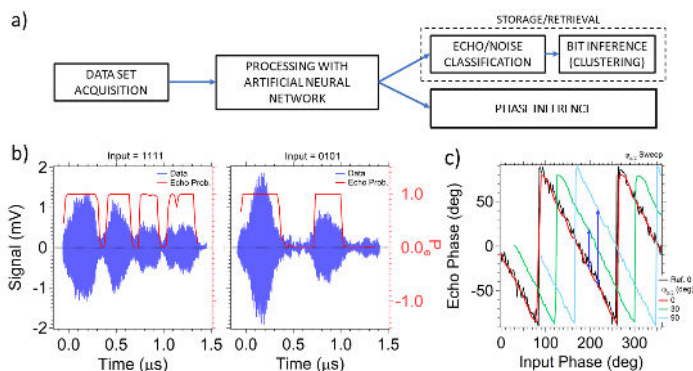 a)
STORAGE/RETRIEVAL
DATA SET
ACQUISITION
PROCESSING WITH
ARTIFICIAL NEURAL
NETWORK
ECHO/NOISE
CLASSIFICATION
BIT INFERENCE
(CLUSTERING)
PHASE INFERENCE
b)
Input = 1111
Data
Echo Prob.
Signal (mV)
2
1
0
-1
-2
0.0 0.5 1.0 1.5
Time (μs)
Input = 0101
Data
Echo Prob.
1.0
0.0
-1.0
0.0 0.5 1.0 1.5
Time (μs)
c)
Sweep
Echo Phase (deg)
50
0
-50
0 100 200 300
Input Phase (deg)
Ref. 0
(deg)
0
30